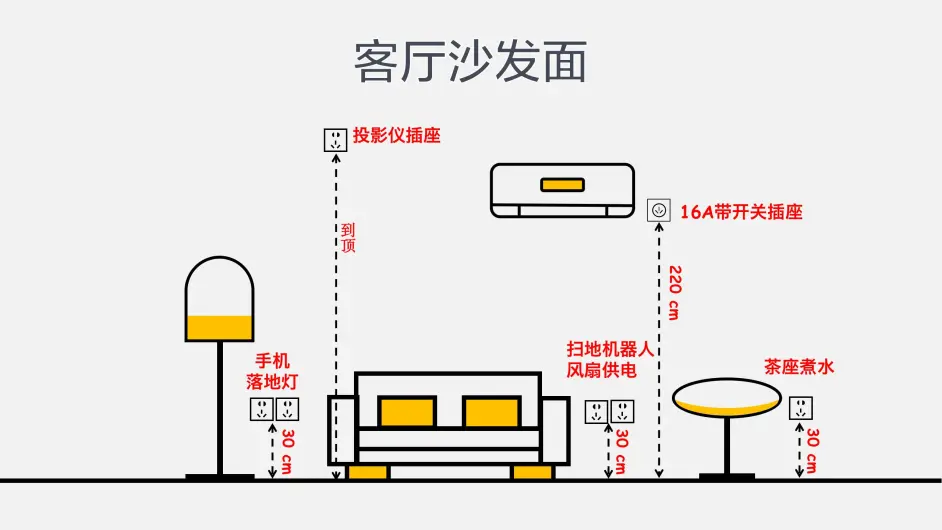 客厅沙发面
投影仪插座
16A带开关插座
到顶
220 cm
扫地机器人
风扇供电
手机
落地灯
茶座煮水
30 cm
30 cm
30 cm